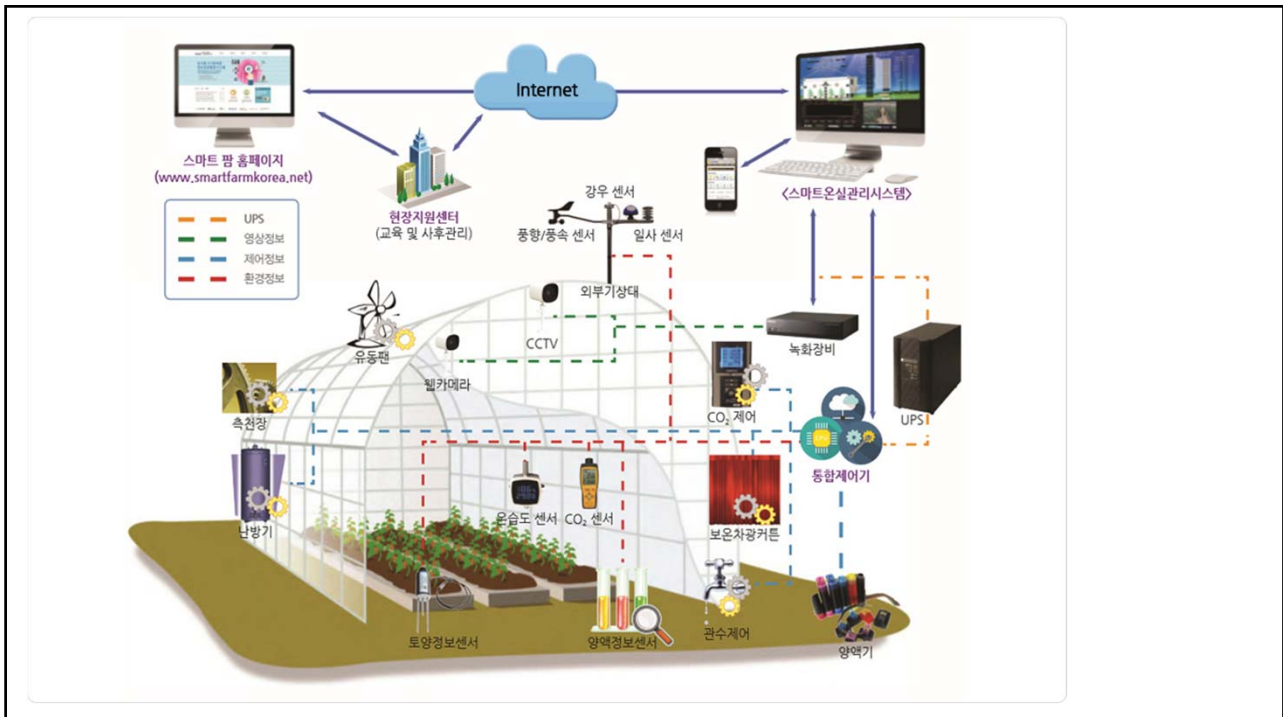 Internet
스마트 팜 홈페이지
(www.smartfarmkorea.net)
현장지원센터
(교육 및 사후관리)
〈스마트온실관리시스템〉
UPS
영상정보
제어정보
환경정보
강우 센서
풍향/풍속 센서
일사 센서
외부기상대
유동팬
CCTV
웹카메라
녹화장비
측천장
CO₂ 제어
UPS
통합제어기
난방기
온습도 센서
CO₂ 센서
보온차광커튼
토양정보센서
양액정보센서
관수제어
양액기